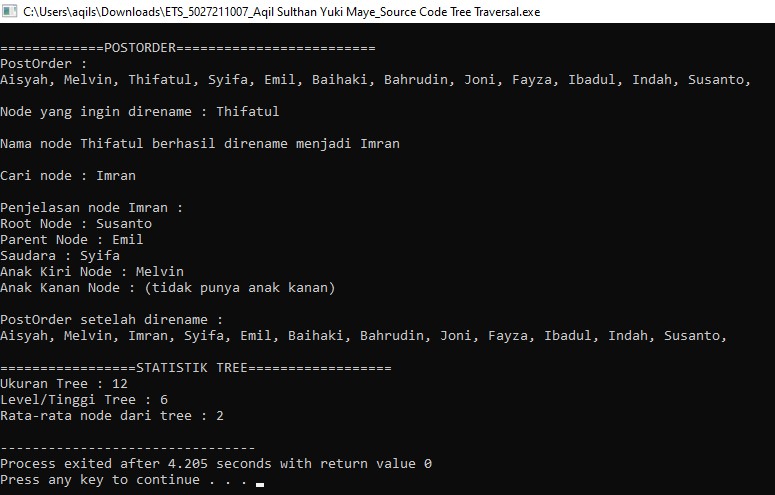 C:\Users\aqils\Downloads\ETS_5027211007_Aqil Sulthan Yuki Maye_Source Code Tree Traversal.exe
=============POSTORDER=========================
PostOrder :
Aisyah, Melvin, Thifatul, Syifa, Emil, Baihaki, Bahrudin, Joni, Fayza, Ibadul, Indah, Susanto,
Node yang ingin direname : Thifatul
Nama node Thifatul berhasil direname menjadi Imran
Cari node : Imran
Penjelasan node Imran :
Root Node : Susanto
Parent Node : Emil
Saudara : Syifa
Anak Kiri Node : Melvin
Anak Kanan Node : (tidak punya anak kanan)
PostOrder setelah direname :
Aisyah, Melvin, Imran, Syifa, Emil, Baihaki, Bahrudin, Joni, Fayza, Ibadul, Indah, Susanto,
=================STATISTIK TREE==================
Ukuran Tree : 12
Level/Tinggi Tree : 6
Rata-rata node dari tree : 2
--------------------------------
Process exited after 4.205 seconds with return value 0
Press any key to continue . . .